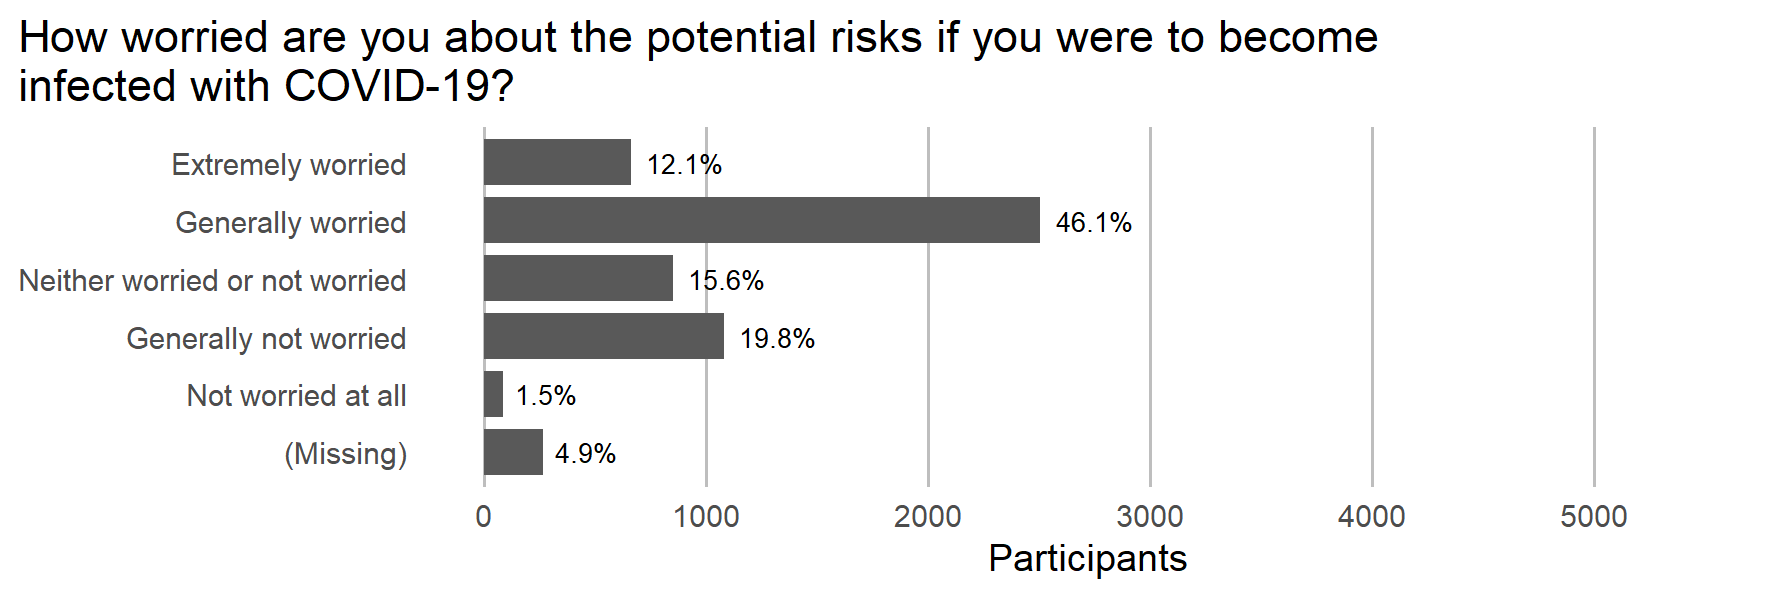 How worried are you about the potential risks if you were to become
infected with COVID-19?
Extremely worried 12.1%
Generally worried 46.1%
Neither worried or not worried 15.6%
Generally not worried 19.8%
Not worried at all 1.5%
(Missing) 4.9%
0 1000 2000 3000 4000 5000
Participants